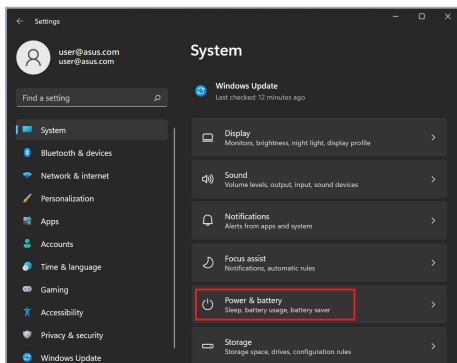 Settings
user@asus.com
user@asus.com
Find a setting
System
Bluetooth & devices
Network & internet
Personalization
Apps
Accounts
Time & language
Gaming
Accessibility
Privacy & security
Windows Update
System
Windows Update
Last checked: 12 minutes ago
Display
Monitors, brightness, night light, display profile
Sound
Volume levels, output, input, sound devices
Notifications
Alerts from apps and system
Focus assist
Notifications, automatic rules
Power & battery
Sleep, battery usage, battery saver
Storage
Storage space, drives, configuration rules